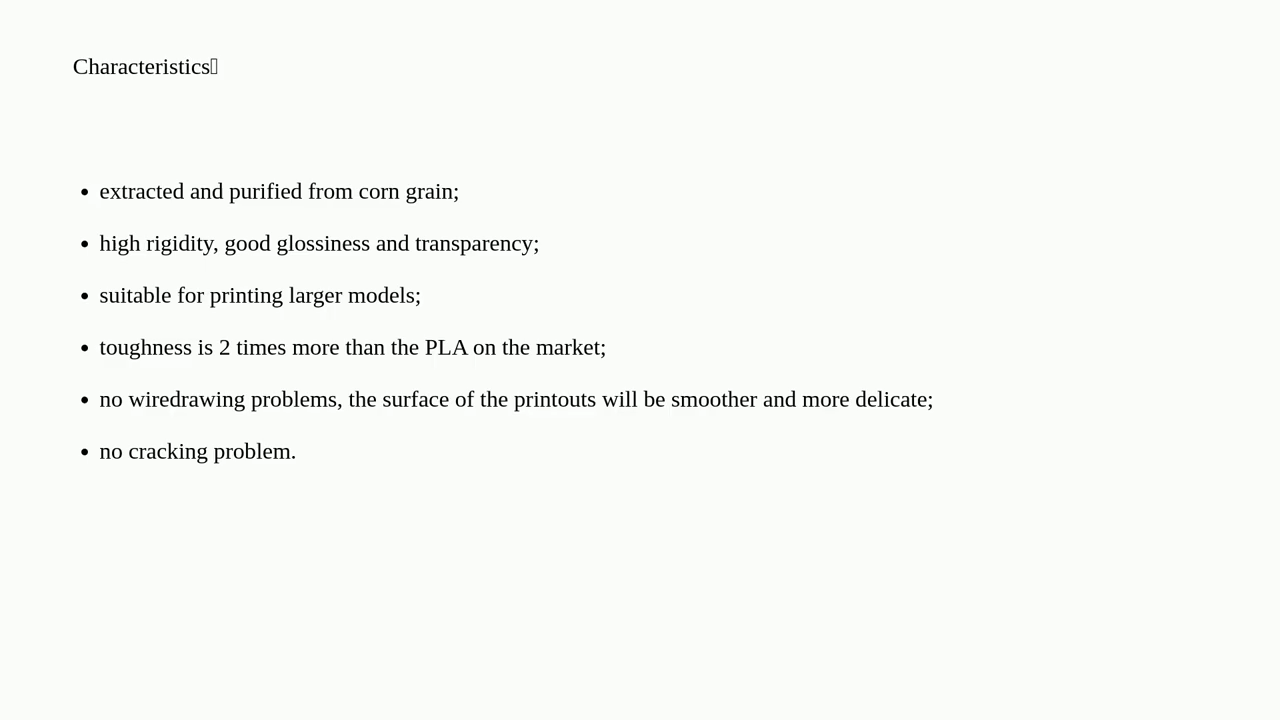 Characteristics
• extracted and purified from corn grain;
• high rigidity, good glossiness and transparency;
• suitable for printing larger models;
• toughness is 2 times more than the PLA on the market;
• no wiredrawing problems, the surface of the printouts will be smoother and more delicate;
• no cracking problem.